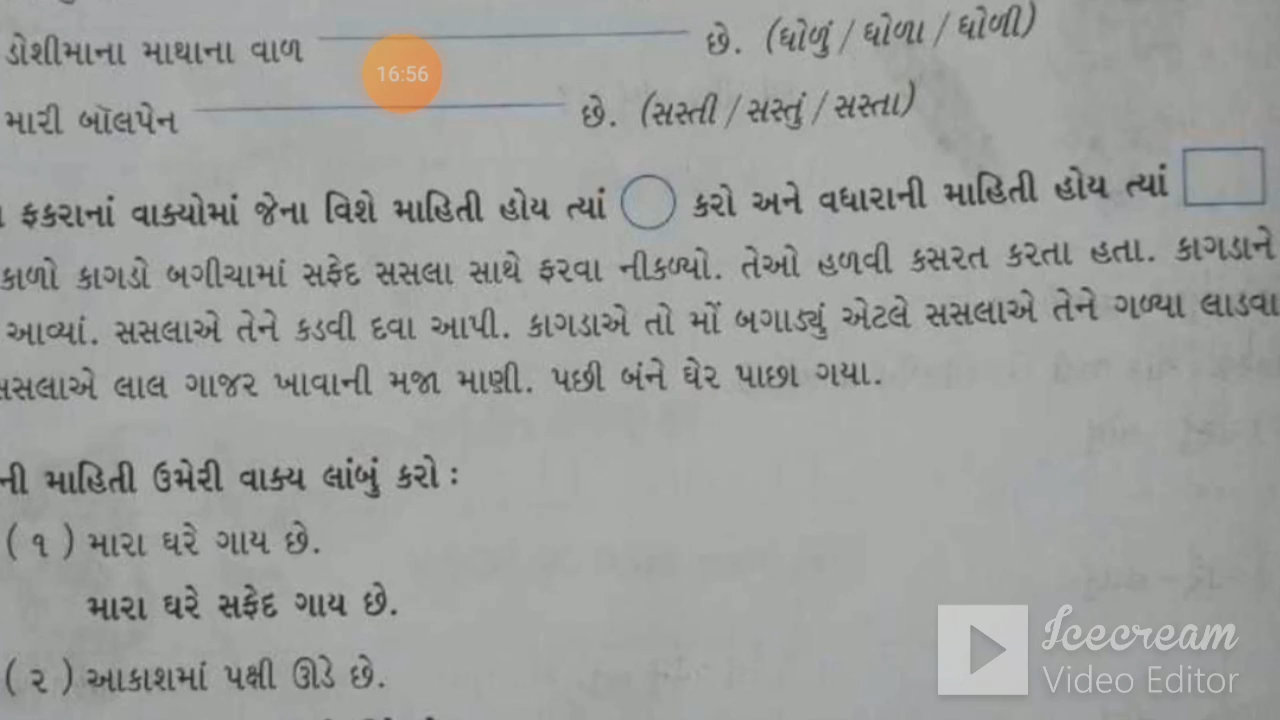 ડોશીમાના માથાના વાળ ____________ છે. (ધોળું / ધોળા / ધોળી)
16:56
મારી બૉલપેન ____________ છે. (સસ્તી / સસ્તું / સસ્તા)
ફકરાનાં વાક્યોમાં જેના વિશે માહિતી હોય ત્યાં ◯ કરો અને વધારાની માહિતી હોય ત્યાં ▭
કાળો કાગડો બગીચામાં સફેદ સસલા સાથે ફરવા નીકળ્યો. તેઓ હળવી કસરત કરતા હતા. કાગડાને
આવ્યાં. સસલાએ તેને કડવી દવા આપી. કાગડાએ તો મોં બગાડ્યું એટલે સસલાએ તેને ગળ્યા લાડવા
સસલાએ લાલ ગાજર ખાવાની મજા માણી. પછી બંને ઘેર પાછા ગયા.
ની માહિતી ઉમેરી વાક્ય લાંબું કરો :
(૧) મારા ઘરે ગાય છે.
મારા ઘરે સફેદ ગાય છે.
(૨) આકાશમાં પક્ષી ઊડે છે.
Icecream
Video Editor